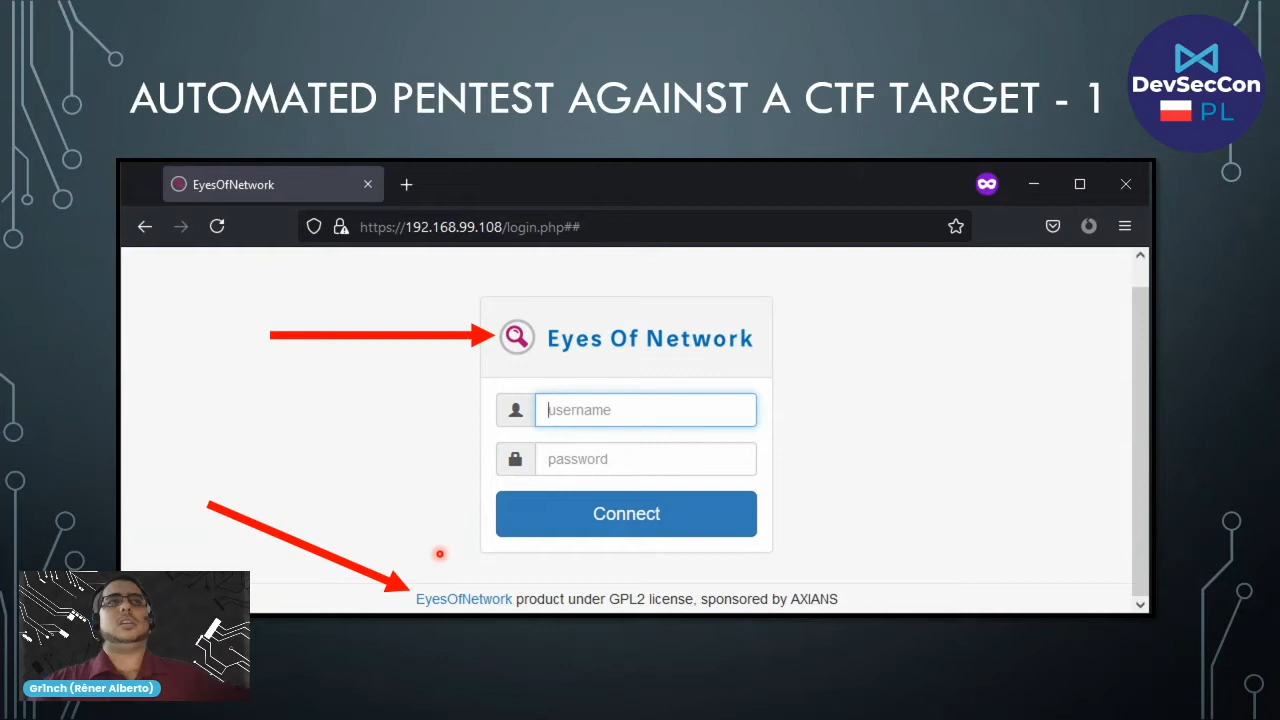 AUTOMATED PENTEST AGAINST A CTF TARGET - 1
DevSecCon
PL
EyesOfNetwork
https://192.168.99.108/login.php##
Eyes Of Network
username
password
Connect
EyesOfNetwork product under GPL2 license, sponsored by AXIANS
Gr1nch (Rêner Alberto)